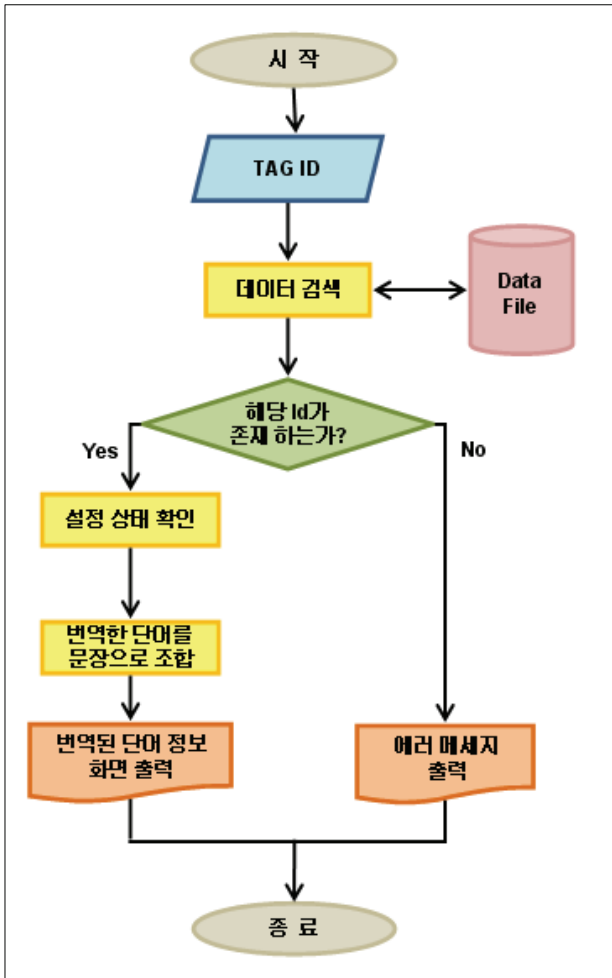 시 작
TAG ID
데이터 검색
Data
File
해당 Id가
존재 하는가?
Yes
No
설정 상태 확인
번역한 단어를
문장으로 조합
번역된 단어 정보
화면 출력
에러 메세지
출력
종 료